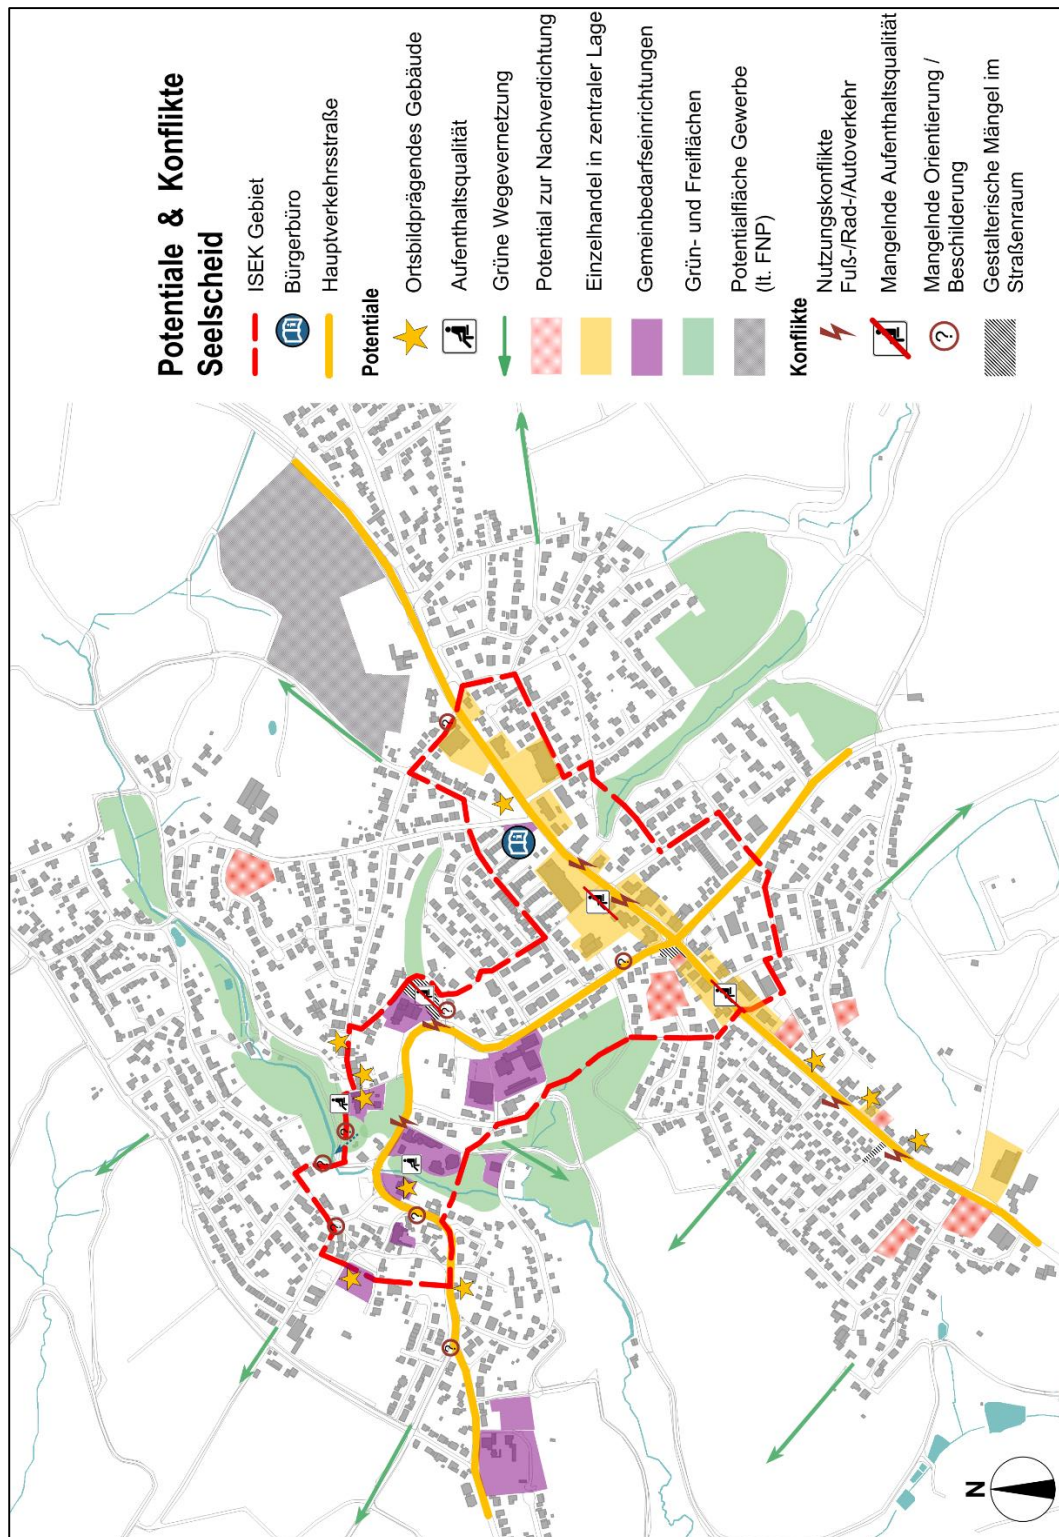 Potentiale & Konflikte
Seelscheid
ISEK Gebiet
Bürgerbüro
Hauptverkehrsstraße
Potentiale
Ortsbildprägendes Gebäude
Aufenthaltsqualität
Grüne Wegevernetzung
Potential zur Nachverdichtung
Einzelhandel in zentraler Lage
Gemeinbedarfseinrichtungen
Grün- und Freiflächen
Potentialfläche Gewerbe
(lt. FNP)
Konflikte
Nutzungskonflikte
Fuß-/Rad-/Autoverkehr
Mangelnde Aufenthaltsqualität
Mangelnde Orientierung /
Beschilderung
Gestalterische Mängel im
Straßenraum
N